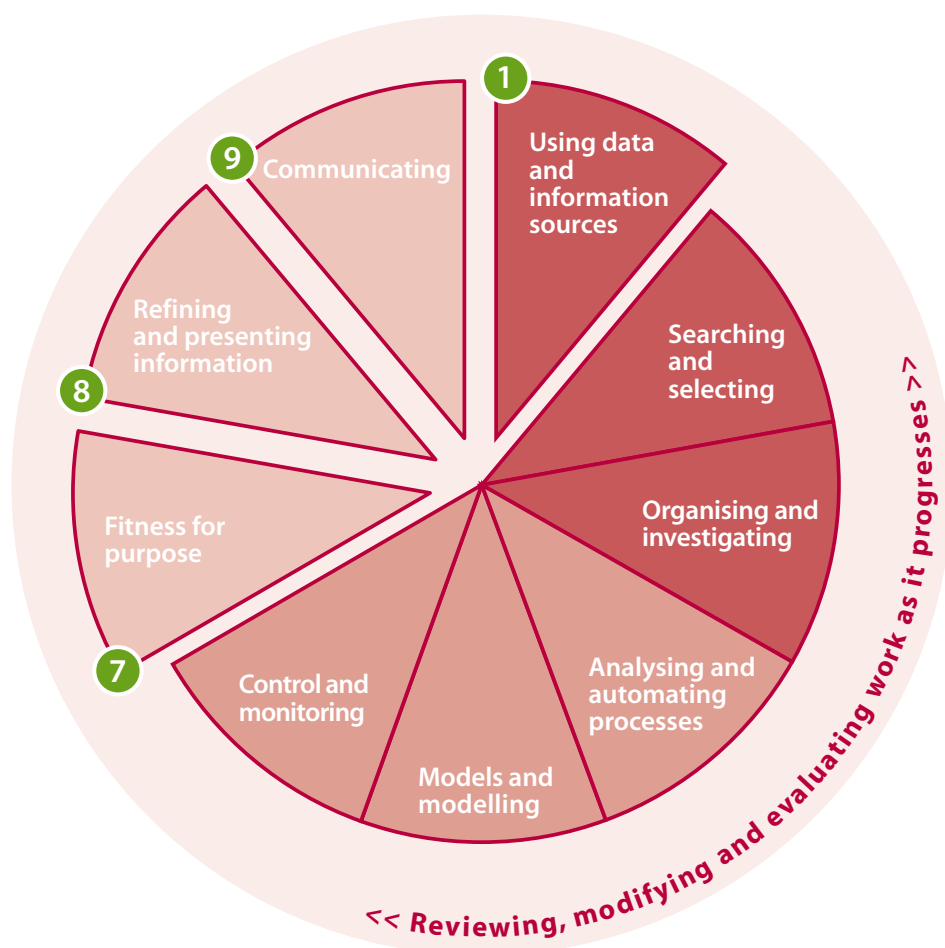 1
Using data
and
information
sources
Searching
and
selecting
Organising and
investigating
Analysing and
automating
processes
Models and
modelling
Control and
monitoring
7
Fitness for
purpose
8
Refining
and presenting
information
9
Communicating
<< Reviewing, modifying and evaluating work as it progresses >>